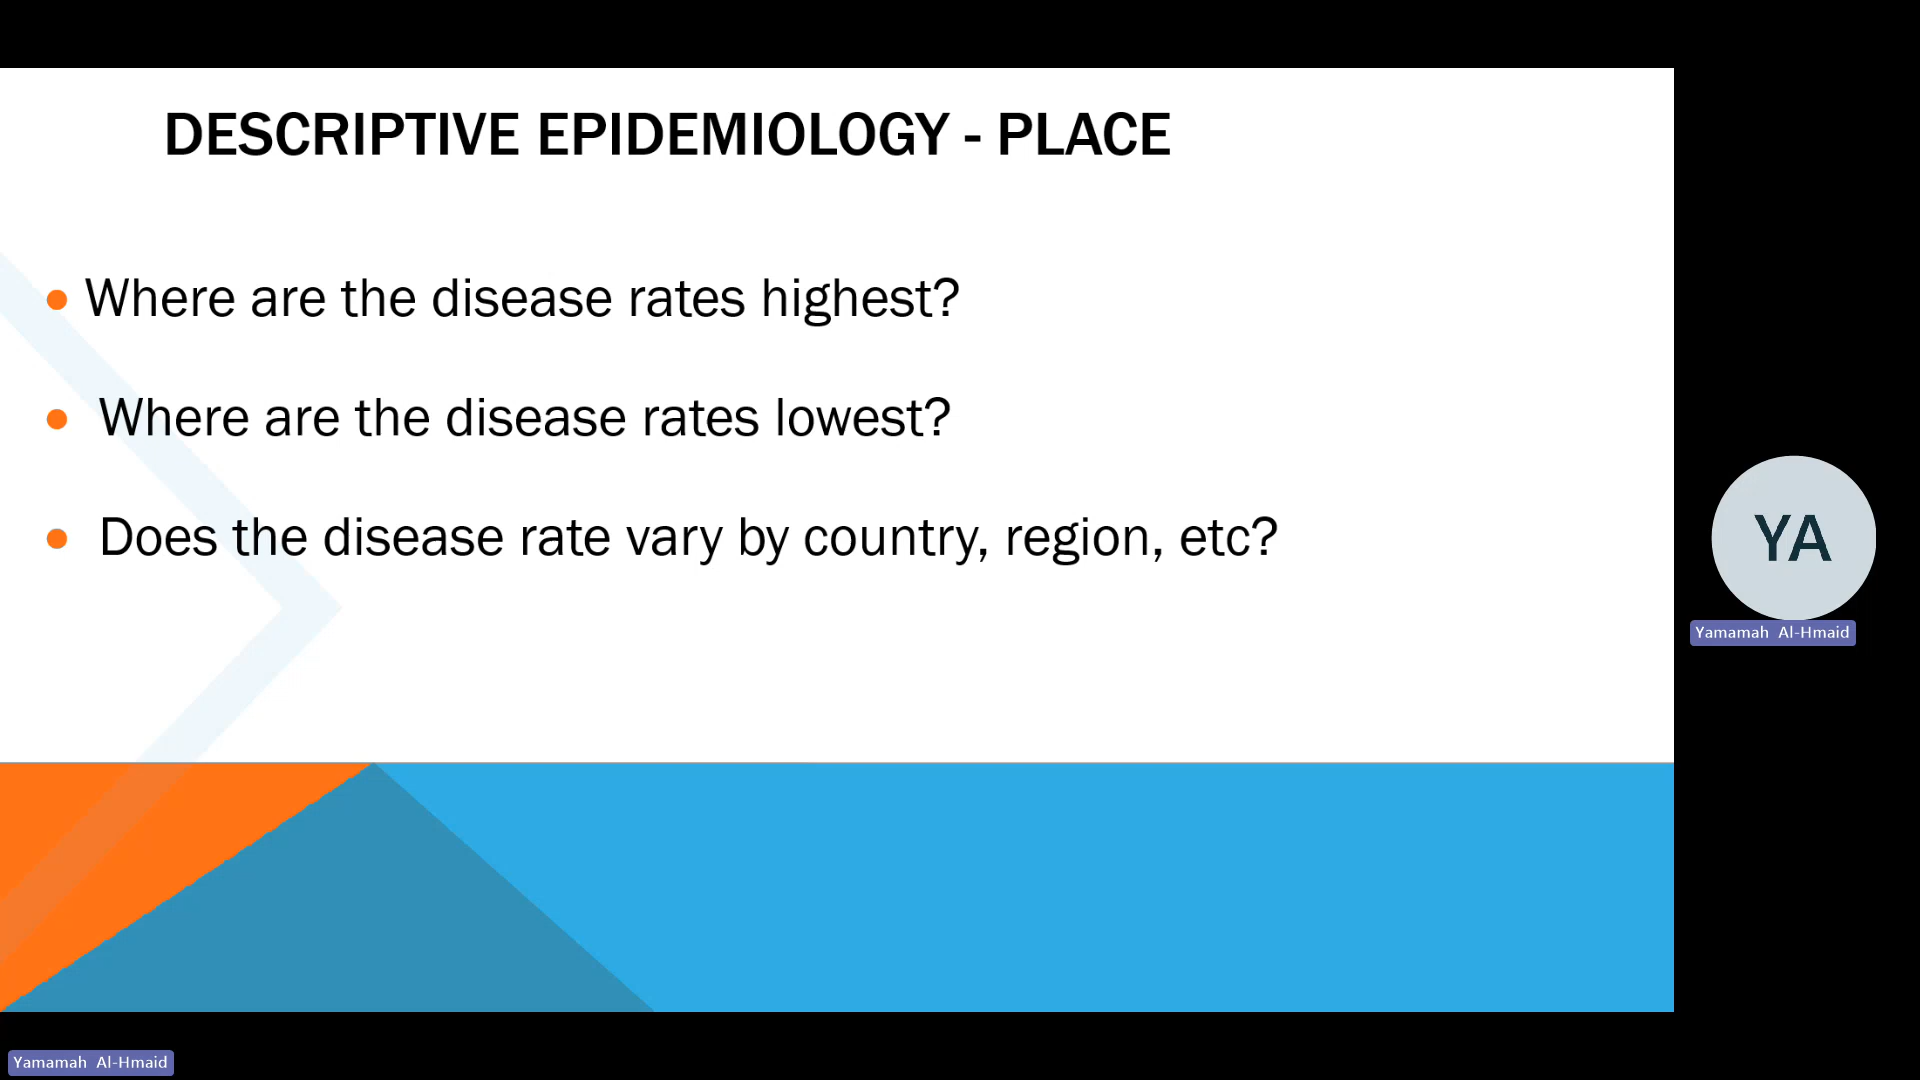 DESCRIPTIVE EPIDEMIOLOGY - PLACE
Where are the disease rates highest?
Where are the disease rates lowest?
Does the disease rate vary by country, region, etc?
YA
Yamamah Al-Hmaid
Yamamah Al-Hmaid